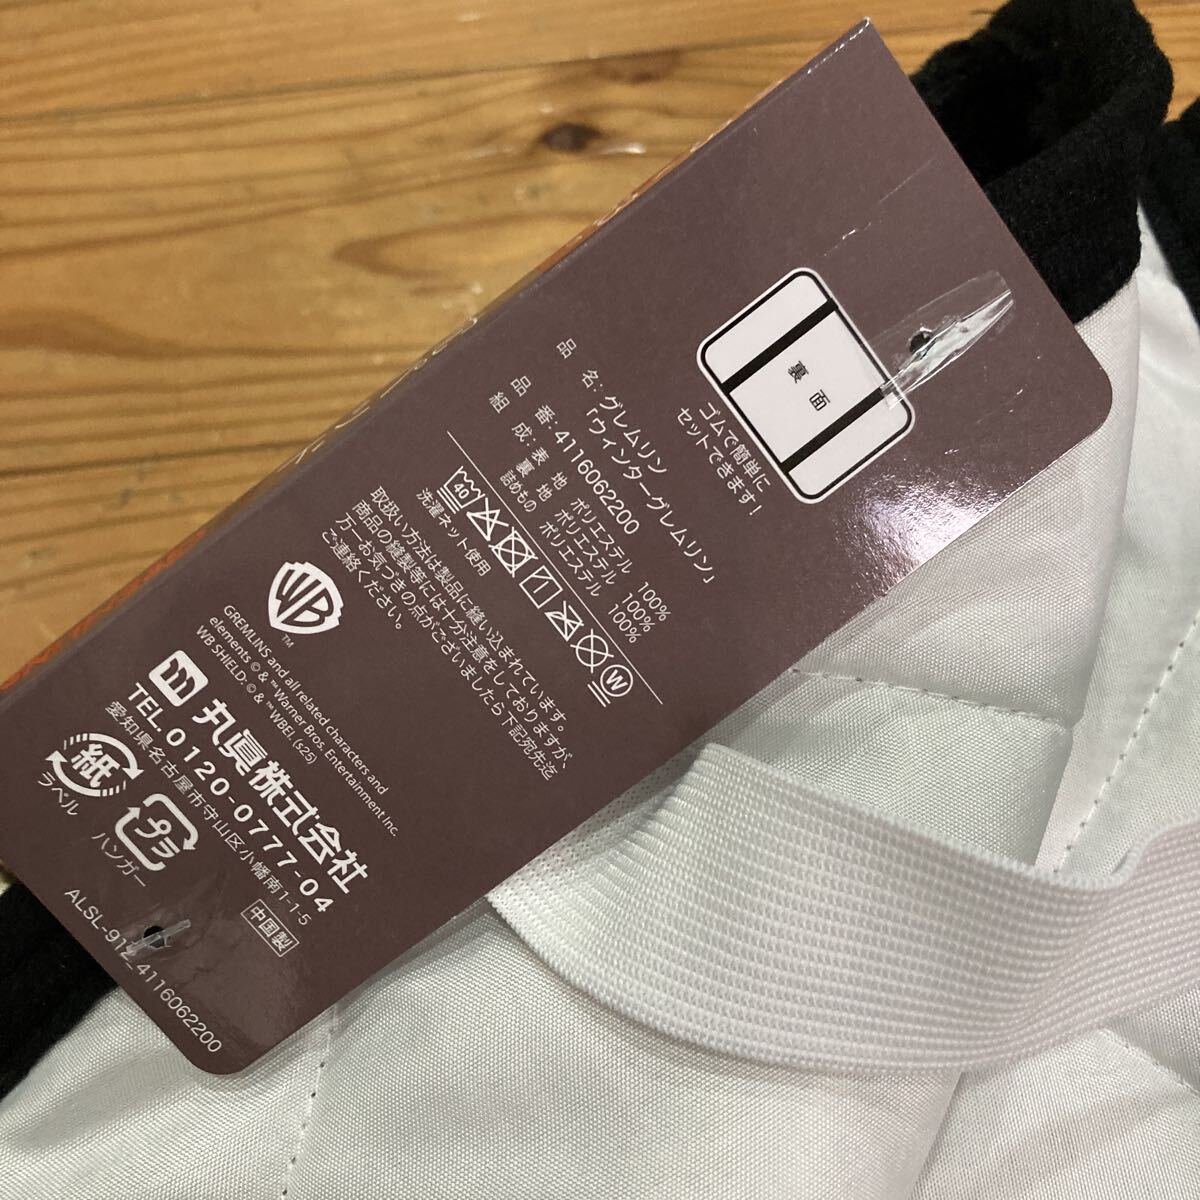 裏面
ゴムで簡単に
セットできます!
品名:グレムリン
「ウィンターグレムリン」
品番:4116062200
組成:表地 ポリエステル 100%
裏地 ポリエステル 100%
詰めもの ポリエステル 100%
40
W
洗濯ネット使用
取扱い方法は製品に縫い込まれています。
商品の縫製等には十分注意をしておりますが、
万一お気づきの点がございましたら下記宛先迄
ご連絡ください。
WB
TM
GREMLINS and all related characters and
elements © & ™ Warner Bros. Entertainment Inc.
WB SHIELD: © & ™ WBEI (s25)
丸眞株式会社
TEL.0120-0777-04
愛知県名古屋市守山区小幡南1-1-5
紙
ラベル
プラ
ハンガー
中国製
ALSL-912_4116062200